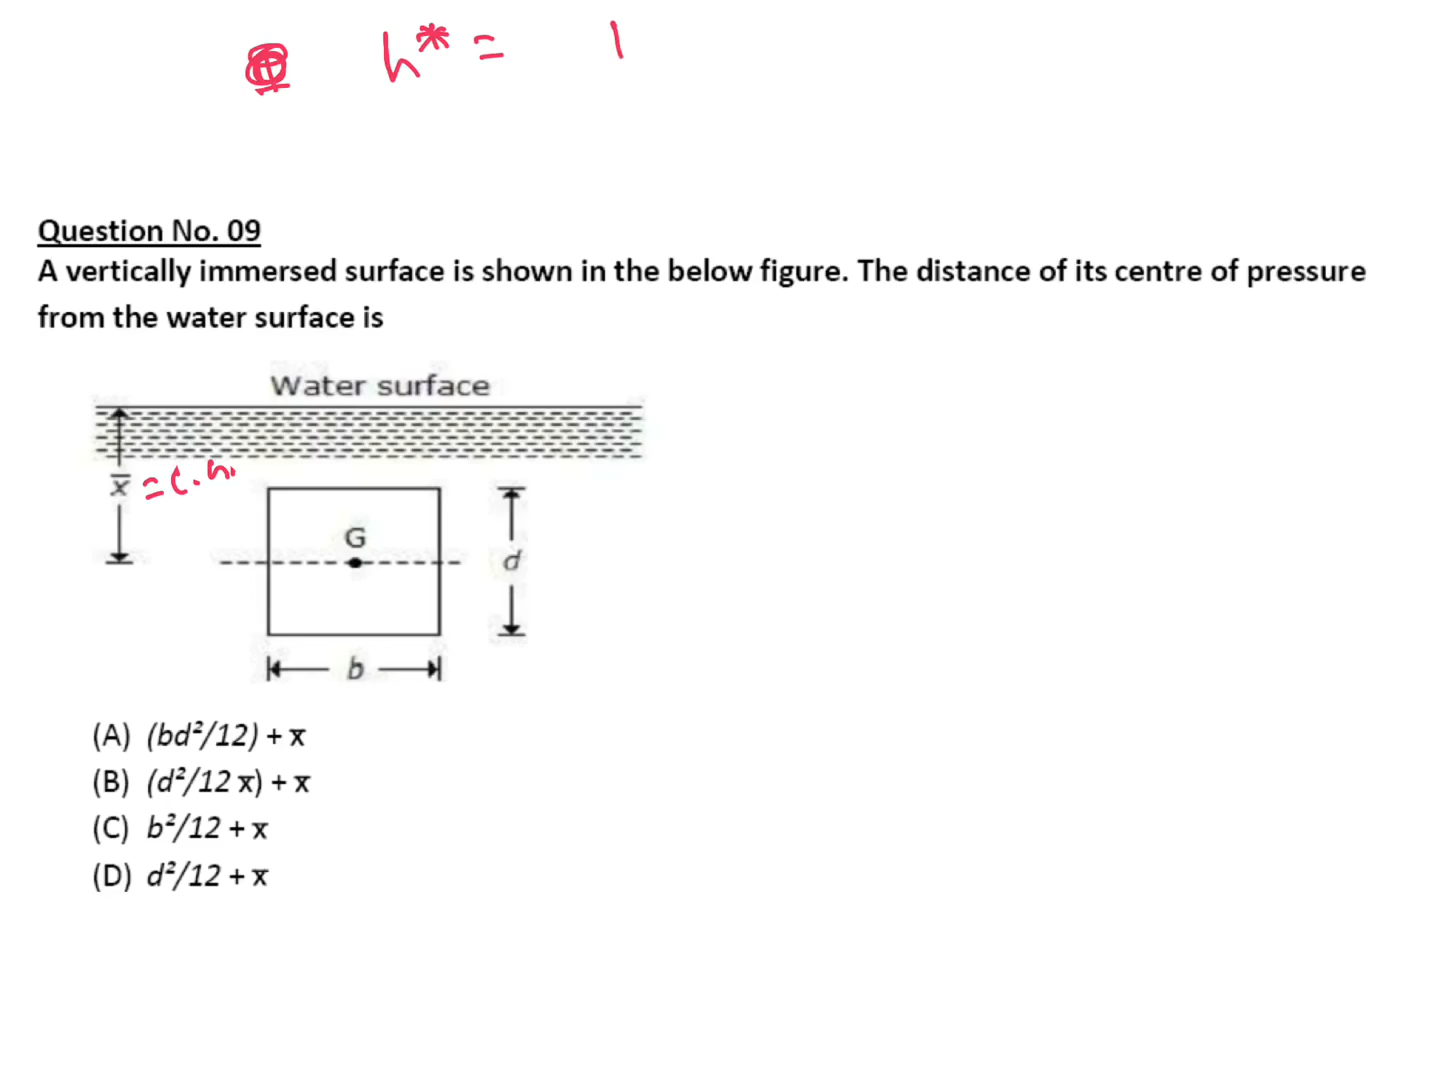 h* = 1
Question No. 09
A vertically immersed surface is shown in the below figure. The distance of its centre of pressure
from the water surface is
Water surface
x̅ = C.h.
G
d
b
(A) (bd²/12) + x̅
(B) (d²/12 x̅) + x̅
(C) b²/12 + x̅
(D) d²/12 + x̅